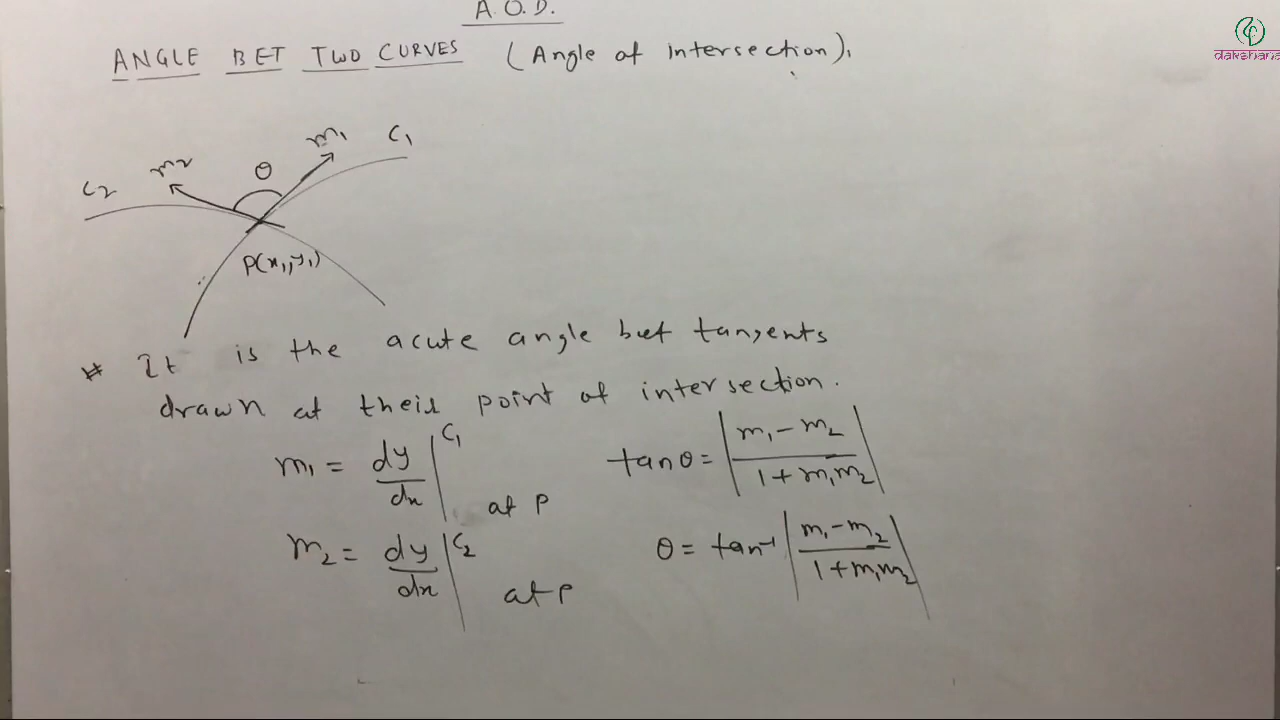 A.O.D.
ANGLE BET TWO CURVES (Angle of intersection).
dakshana
m₁ C₁
θ
m₂
C₂
P(x₁,y₁)
* It is the acute angle bet tangents
drawn at their point of intersection.
m₁ = dy/dx |C₁ at P
tanθ = |(m₁ - m₂)/(1 + m₁m₂)|
m₂ = dy/dx |C₂ at P
θ = tan⁻¹ |(m₁ - m₂)/(1 + m₁m₂)|